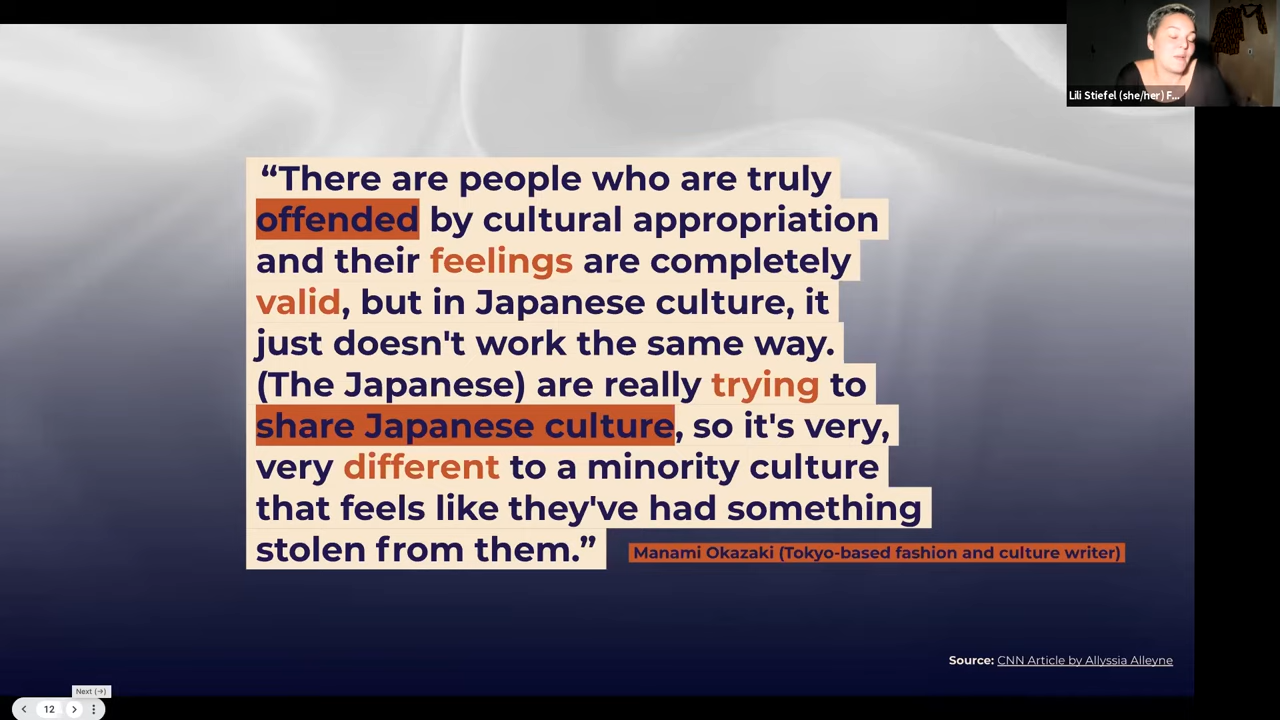 Lili Stiefel (she/her) F...
“There are people who are truly
offended by cultural appropriation
and their feelings are completely
valid, but in Japanese culture, it
just doesn't work the same way.
(The Japanese) are really trying to
share Japanese culture, so it's very,
very different to a minority culture
that feels like they've had something
stolen from them.”
Manami Okazaki (Tokyo-based fashion and culture writer)
Source: CNN Article by Allyssia Alleyne
Next (→)
12